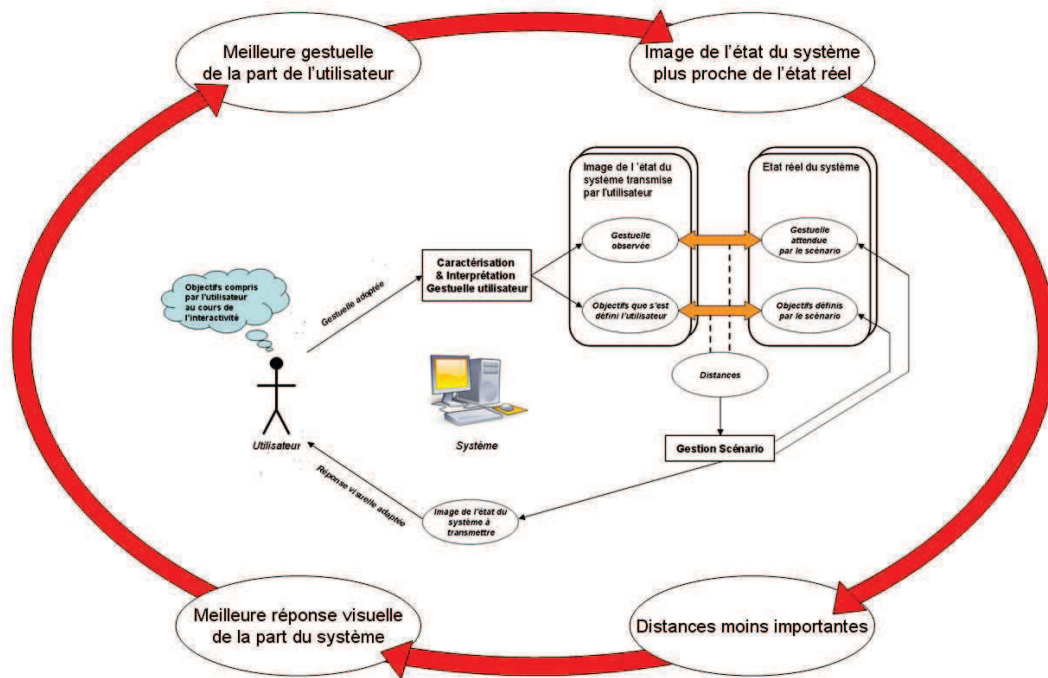 Meilleure gestuelle
de la part de l'utilisateur
Image de l'état du système
plus proche de l'état réel
Image de l 'état du
système transmise
par l'utilisateur
Etat réel du système
Gestuelle
observée
Gestuelle
attendue
par le scénario
Caractérisation
& Interprétation
Gestuelle utilisateur
Objectifs compris
par l'utilisateur
au cours de
l'interactivité
Gestuelle adoptée
Objectifs que s'est
défini l'utilisateur
Objectifs définis
par le scénario
Distances
Utilisateur
Système
Gestion Scénario
Réponse visuelle adaptée
Image de l'état du
système à
transmettre
Meilleure réponse visuelle
de la part du système
Distances moins importantes